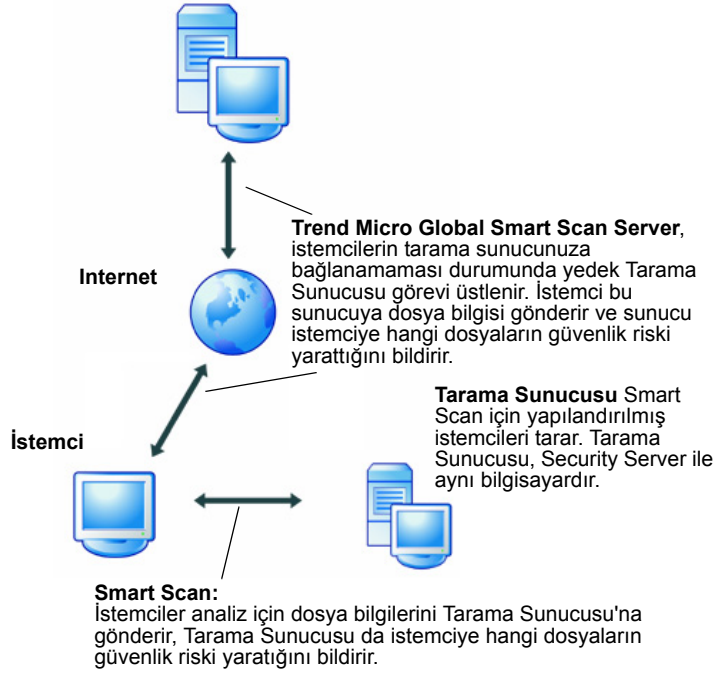 Trend Micro Global Smart Scan Server,
istemcilerin tarama sunucunuza
bağlanamaması durumunda yedek Tarama
Sunucusu görevi üstlenir. İstemci bu
sunucuya dosya bilgisi gönderir ve sunucu
istemciye hangi dosyaların güvenlik riski
yarattığını bildirir.
Internet
Tarama Sunucusu Smart
Scan için yapılandırılmış
istemcileri tarar. Tarama
Sunucusu, Security Server ile
aynı bilgisayardır.
İstemci
Smart Scan:
İstemciler analiz için dosya bilgilerini Tarama Sunucusu'na
gönderir, Tarama Sunucusu da istemciye hangi dosyaların
güvenlik riski yaratığını bildirir.